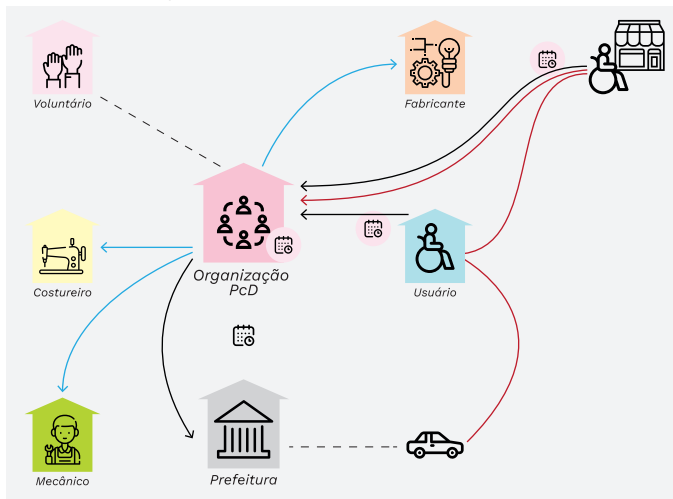 Voluntário
Fabricante
Organização
PcD
Costureiro
Usuário
Mecânico
Prefeitura